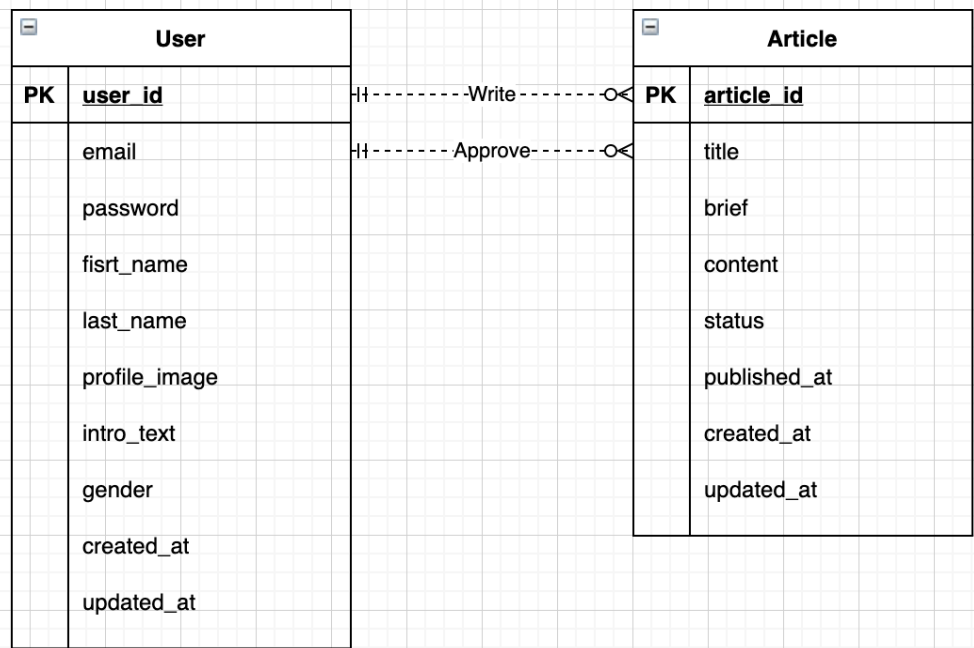 User
PK user_id
email
password
fisrt_name
last_name
profile_image
intro_text
gender
created_at
updated_at
Write
Approve
Article
PK article_id
title
brief
content
status
published_at
created_at
updated_at